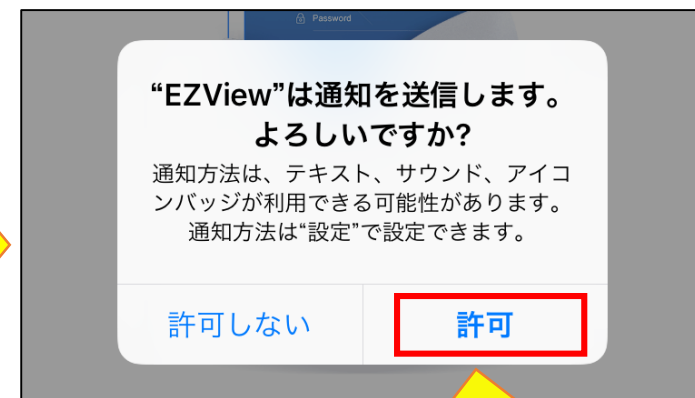 Password
“EZView”は通知を送信します。
よろしいですか?
通知方法は、テキスト、サウンド、アイコ
ンバッジが利用できる可能性があります。
通知方法は“設定”で設定できます。
許可しない
許可